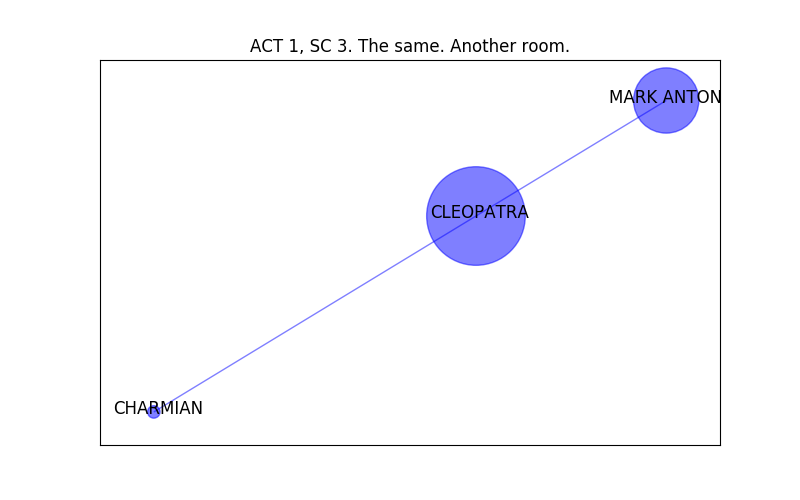 ACT 1, SC 3. The same. Another room.
MARK ANTON
CLEOPATRA
CHARMIAN